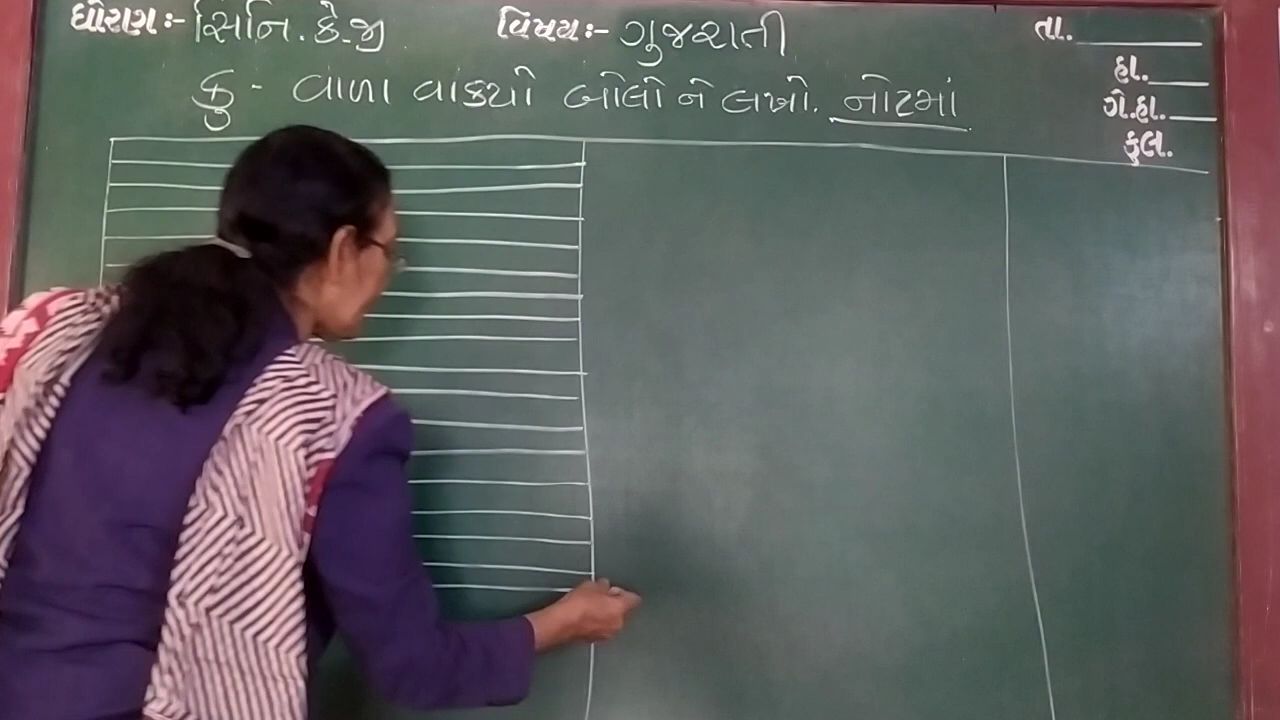 ધોરણ:- સિનિ. કે.જી વિષય:- ગુજરાતી તા.
કુ - વાળા વાક્યો બોલો ને લખો. નોટમાં
હા.
ગે.હા.
કુલ.